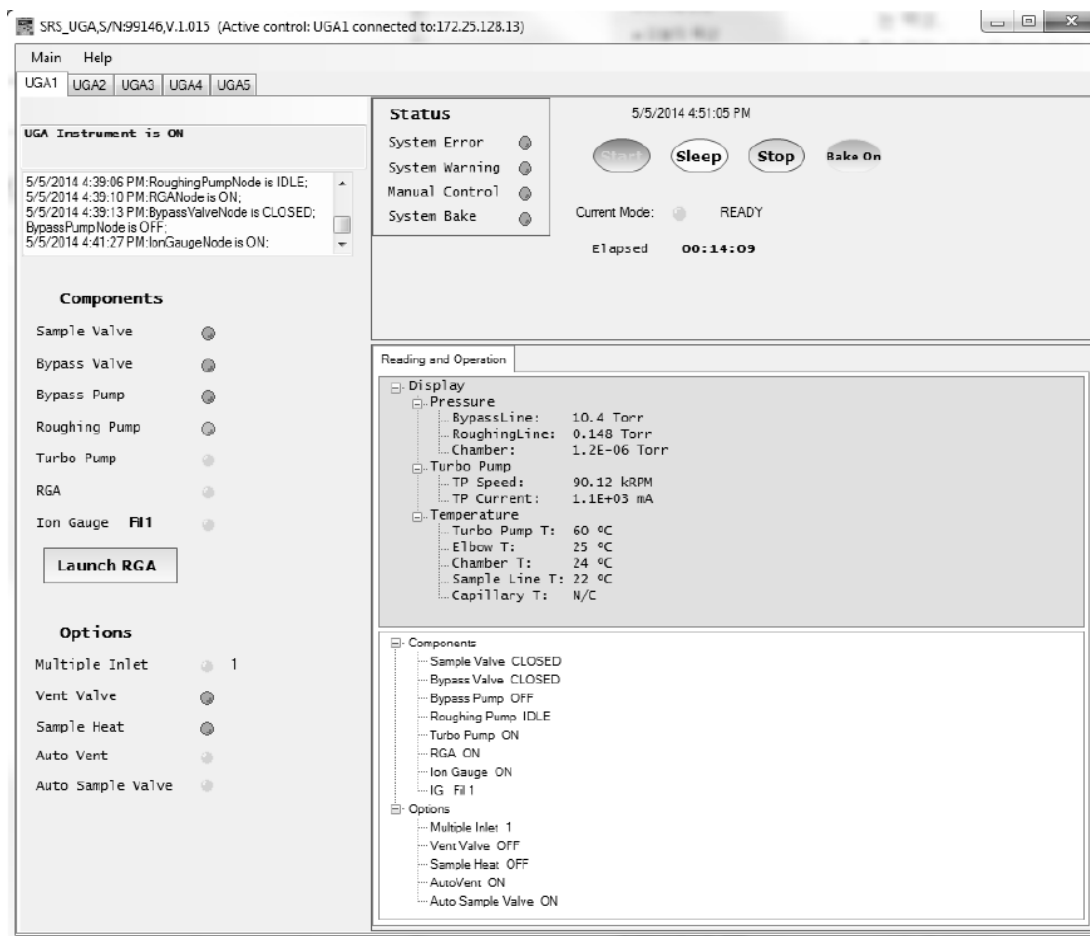 SRS_UGA,S/N:99146,V.1.015 (Active control: UGA1 connected to:172.25.128.13)
Main Help
UGA1 UGA2 UGA3 UGA4 UGA5
UGA Instrument is ON
5/5/2014 4:39:06 PM:RoughingPumpNode is IDLE;
5/5/2014 4:39:10 PM:RGANode is ON;
5/5/2014 4:39:13 PM:BypassValveNode is CLOSED;
BypassPumpNode is OFF;
5/5/2014 4:41:27 PM:IonGaugeNode is ON;
Components
Sample Valve
Bypass Valve
Bypass Pump
Roughing Pump
Turbo Pump
RGA
Ion Gauge Fil1
Launch RGA
Options
Multiple Inlet 1
Vent Valve
Sample Heat
Auto Vent
Auto Sample Valve
Status
System Error
System Warning
Manual Control
System Bake
5/5/2014 4:51:05 PM
Start Sleep Stop Bake On
Current Mode: READY
Elapsed 00:14:09
Reading and Operation
Display
Pressure
BypassLine: 10.4 Torr
RoughingLine: 0.148 Torr
Chamber: 1.2E-06 Torr
Turbo Pump
TP Speed: 90.12 kRPM
TP Current: 1.1E+03 mA
Temperature
Turbo Pump T: 60 ºC
Elbow T: 25 ºC
Chamber T: 24 ºC
Sample Line T: 22 ºC
Capillary T: N/C
Components
Sample Valve CLOSED
Bypass Valve CLOSED
Bypass Pump OFF
Roughing Pump IDLE
Turbo Pump ON
RGA ON
Ion Gauge ON
IG Fil 1
Options
Multiple Inlet 1
Vent Valve OFF
Sample Heat OFF
AutoVent ON
Auto Sample Valve ON